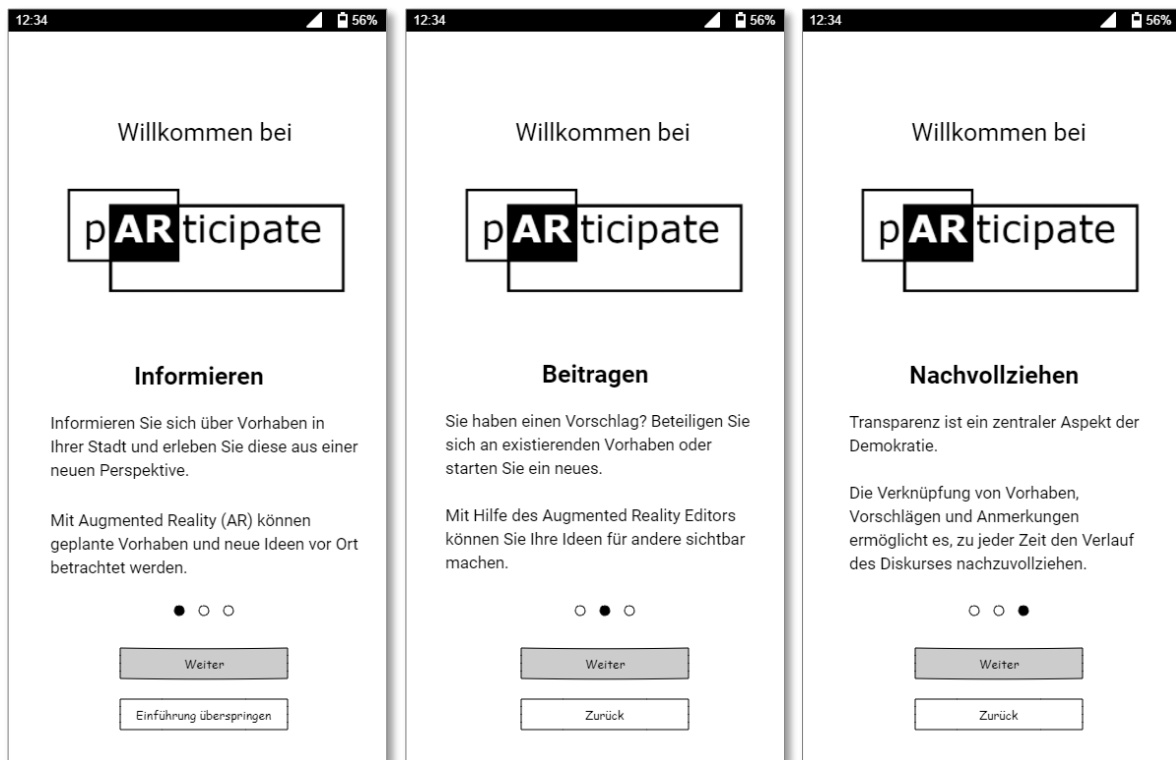 12:34 56%
Willkommen bei
pARticipate
Informieren
Informieren Sie sich über Vorhaben in
Ihrer Stadt und erleben Sie diese aus einer
neuen Perspektive.
Mit Augmented Reality (AR) können
geplante Vorhaben und neue Ideen vor Ort
betrachtet werden.
Weiter
Einführung überspringen
12:34 56%
Willkommen bei
pARticipate
Beitragen
Sie haben einen Vorschlag? Beteiligen Sie
sich an existierenden Vorhaben oder
starten Sie ein neues.
Mit Hilfe des Augmented Reality Editors
können Sie Ihre Ideen für andere sichtbar
machen.
Weiter
Zurück
12:34 56%
Willkommen bei
pARticipate
Nachvollziehen
Transparenz ist ein zentraler Aspekt der
Demokratie.
Die Verknüpfung von Vorhaben,
Vorschlägen und Anmerkungen
ermöglicht es, zu jeder Zeit den Verlauf
des Diskurses nachzuvollziehen.
Weiter
Zurück